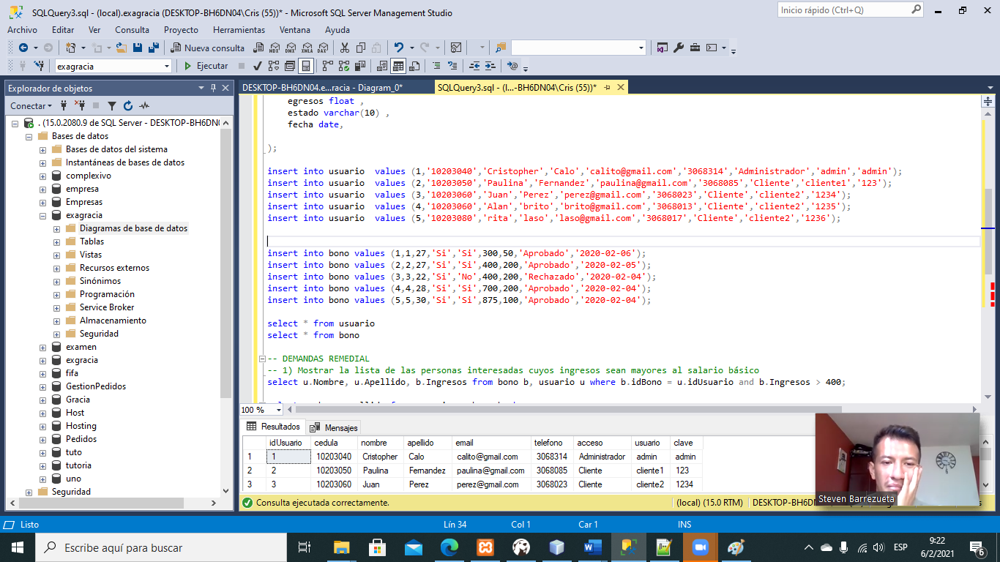 SQLQuery3.sql - (local).exagracia (DESKTOP-BH6DN04\Cris (55))* - Microsoft SQL Server Management Studio
Inicio rápido (Ctrl+Q)
Archivo Editar Ver Consulta Proyecto Herramientas Ventana Ayuda
Nueva consulta
MDX DMX XMLA DAX
exagracia
Ejecutar
Explorador de objetos
Conectar
. (15.0.2080.9 de SQL Server - DESKTOP-BH6DN0
Bases de datos
Bases de datos del sistema
Instantáneas de bases de datos
complexivo
empresa
Empresas
exagracia
Diagramas de base de datos
Tablas
Vistas
Recursos externos
Sinónimos
Programación
Service Broker
Almacenamiento
Seguridad
examen
exgracia
fifa
GestionPedidos
Gracia
Host
Hosting
Pedidos
tuto
tutoria
uno
Seguridad
DESKTOP-BH6DN04.e...racia - Diagram_0*
SQLQuery3.sql - (l...-BH6DN04\Cris (55))*
egresos float ,
estado varchar(10) ,
fecha date,
);
insert into usuario  values (1,'10203040','Cristopher','Calo','calito@gmail.com','3068314','Administrador','admin','admin');
insert into usuario  values (2,'10203050','Paulina','Fernandez','paulina@gmail.com','3068085','Cliente','cliente1','123');
insert into usuario  values (3,'10203060','Juan','Perez','perez@gmail.com','3068023','Cliente','cliente2','1234');
insert into usuario  values (4,'10203060','Alan','brito','brito@gmail.com','3068013','Cliente','cliente2','1235');
insert into usuario  values (5,'10203080','rita','laso','laso@gmail.com','3068017','Cliente','cliente2','1236');
insert into bono values (1,1,27,'Si','Si',300,50,'Aprobado','2020-02-06');
insert into bono values (2,2,27,'Si','Si',400,200,'Aprobado','2020-02-05');
insert into bono values (3,3,22,'Si','No',400,200,'Rechazado','2020-02-04');
insert into bono values (4,4,28,'Si','Si',700,200,'Aprobado','2020-02-04');
insert into bono values (5,5,30,'Si','Si',875,100,'Aprobado','2020-02-04');
select * from usuario
select * from bono
-- DEMANDAS REMEDIAL
-- 1) Mostrar la lista de las personas interesadas cuyos ingresos sean mayores al salario básico
select u.Nombre, u.Apellido, b.Ingresos from bono b, usuario u where b.idBono = u.idUsuario and b.Ingresos > 400;
100 %
Resultados Mensajes
idUsuario cedula nombre apellido email telefono acceso usuario clave
1 1 10203040 Cristopher Calo calito@gmail.com 3068314 Administrador admin admin
2 2 10203050 Paulina Fernandez paulina@gmail.com 3068085 Cliente cliente1 123
3 3 10203060 Juan Perez perez@gmail.com 3068023 Cliente cliente2 1234
Steven Barrezueta
Consulta ejecutada correctamente.
(local) (15.0 RTM)
Listo
Lín 34 Col 1 Car 1 INS
Escribe aquí para buscar
ESP
9:22
6/2/2021
6